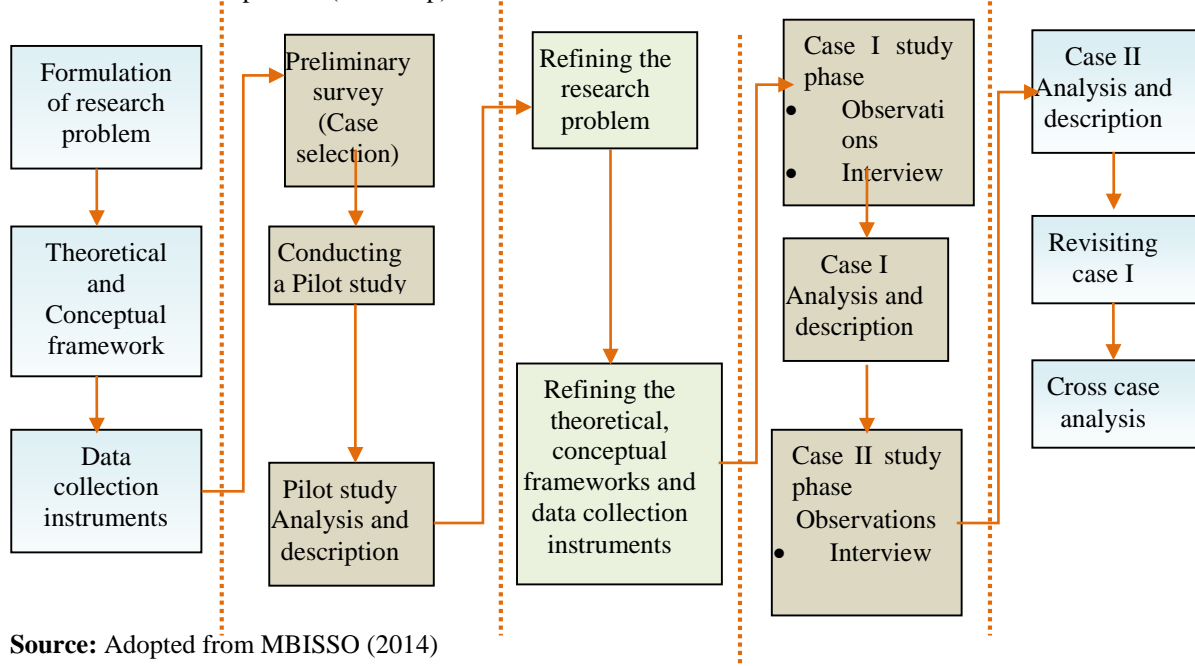 Formulation
of research
problem
Theoretical
and
Conceptual
framework
Data
collection
instruments
Preliminary
survey
(Case
selection)
Conducting
a Pilot study
Pilot study
Analysis and
description
Refining the
research
problem
Refining the
theoretical,
conceptual
frameworks and
data collection
instruments
Case I study
phase
• Observati
ons
• Interview
Case I
Analysis and
description
Case II study
phase
Observations
• Interview
Case II
Analysis and
description
Revisiting
case I
Cross case
analysis
Source: Adopted from MBISSO (2014)